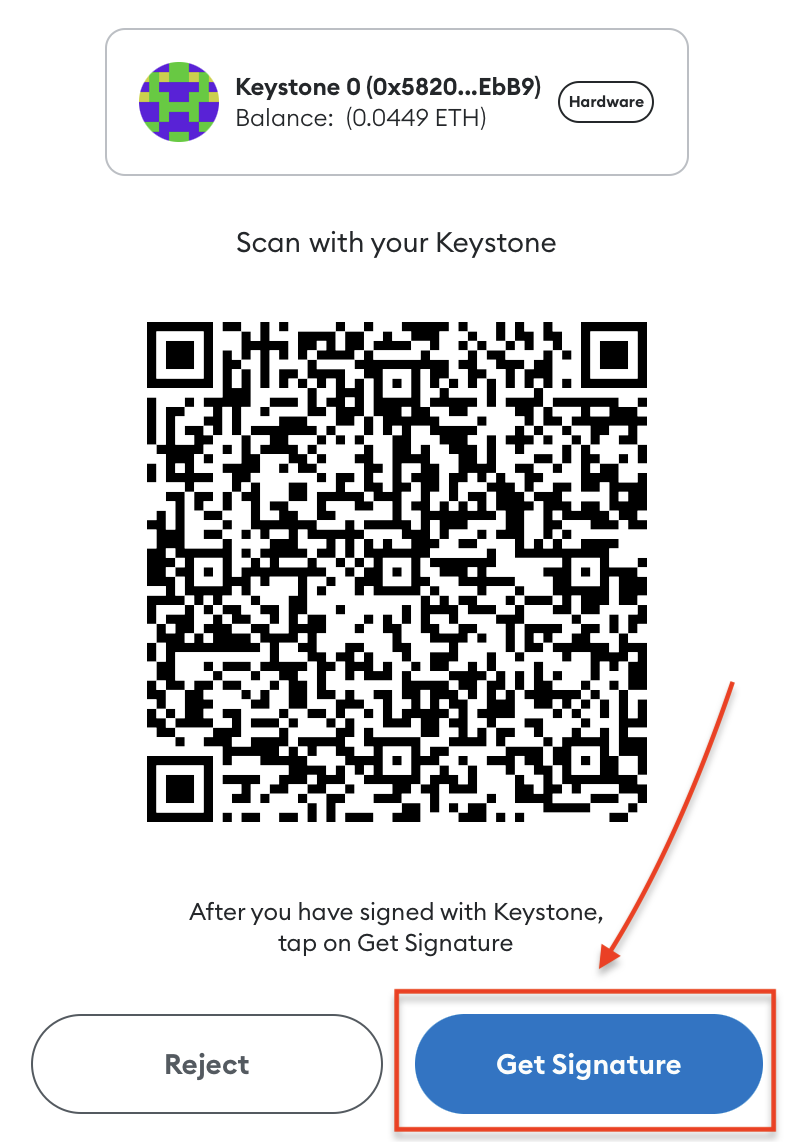 Keystone 0 (0x5820...EbB9)
Balance: (0.0449 ETH)
Hardware
Scan with your Keystone
After you have signed with Keystone,
tap on Get Signature
Reject
Get Signature